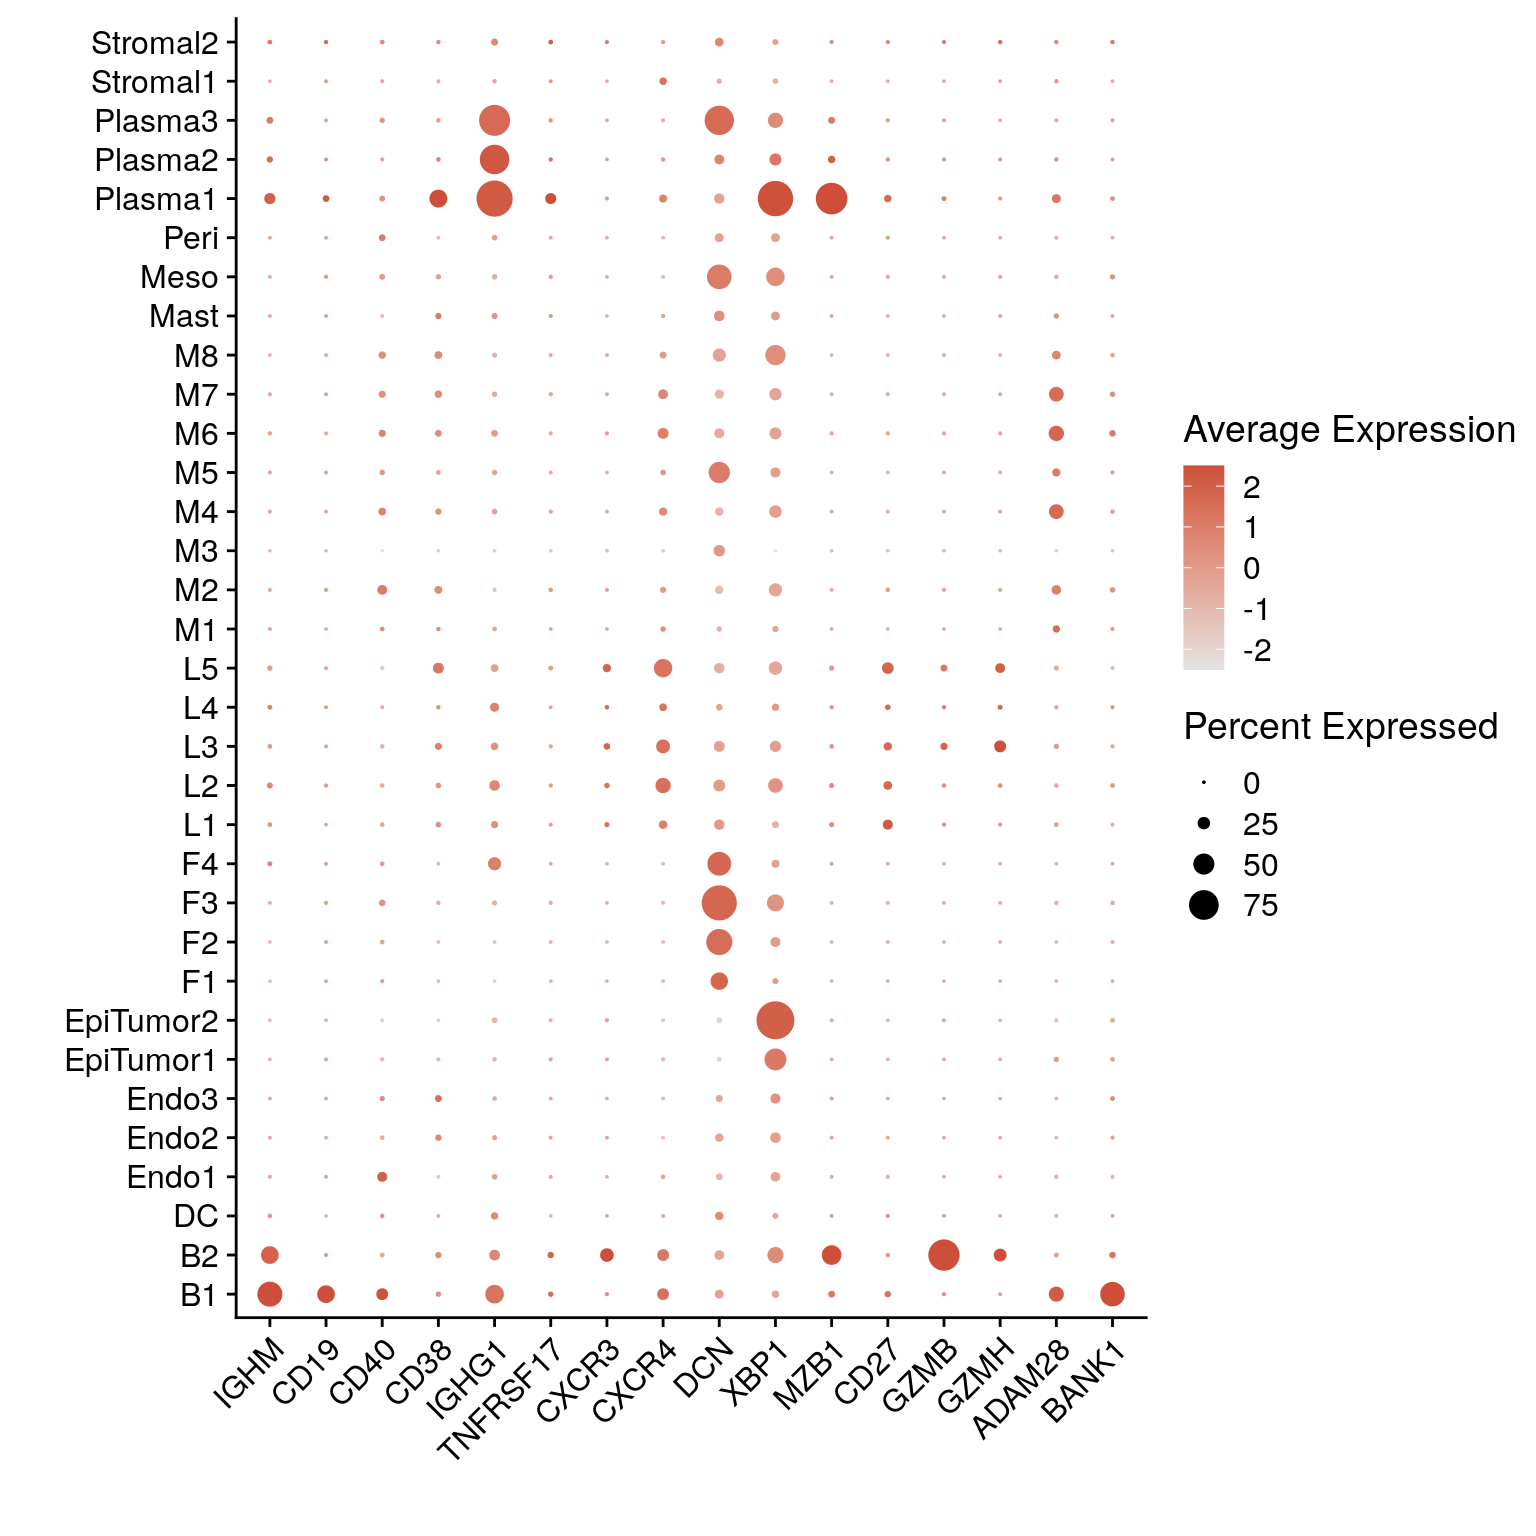 Stromal2
Stromal1
Plasma3
Plasma2
Plasma1
Peri
Meso
Mast
M8
M7
M6
M5
M4
M3
M2
M1
L5
L4
L3
L2
L1
F4
F3
F2
F1
EpiTumor2
EpiTumor1
Endo3
Endo2
Endo1
DC
B2
B1
IGHM
CD19
CD40
CD38
IGHG1
TNFRSF17
CXCR3
CXCR4
DCN
XBP1
MZB1
CD27
GZMB
GZMH
ADAM28
BANK1
Average Expression
2
1
0
-1
-2
Percent Expressed
0
25
50
75